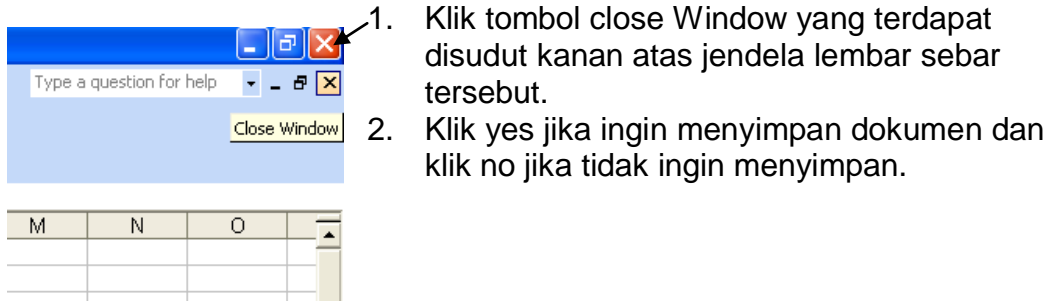 1. Klik tombol close Window yang terdapat
disudut kanan atas jendela lembar sebar
tersebut.
2. Klik yes jika ingin menyimpan dokumen dan
klik no jika tidak ingin menyimpan.
Type a question for help
Close Window
M N O